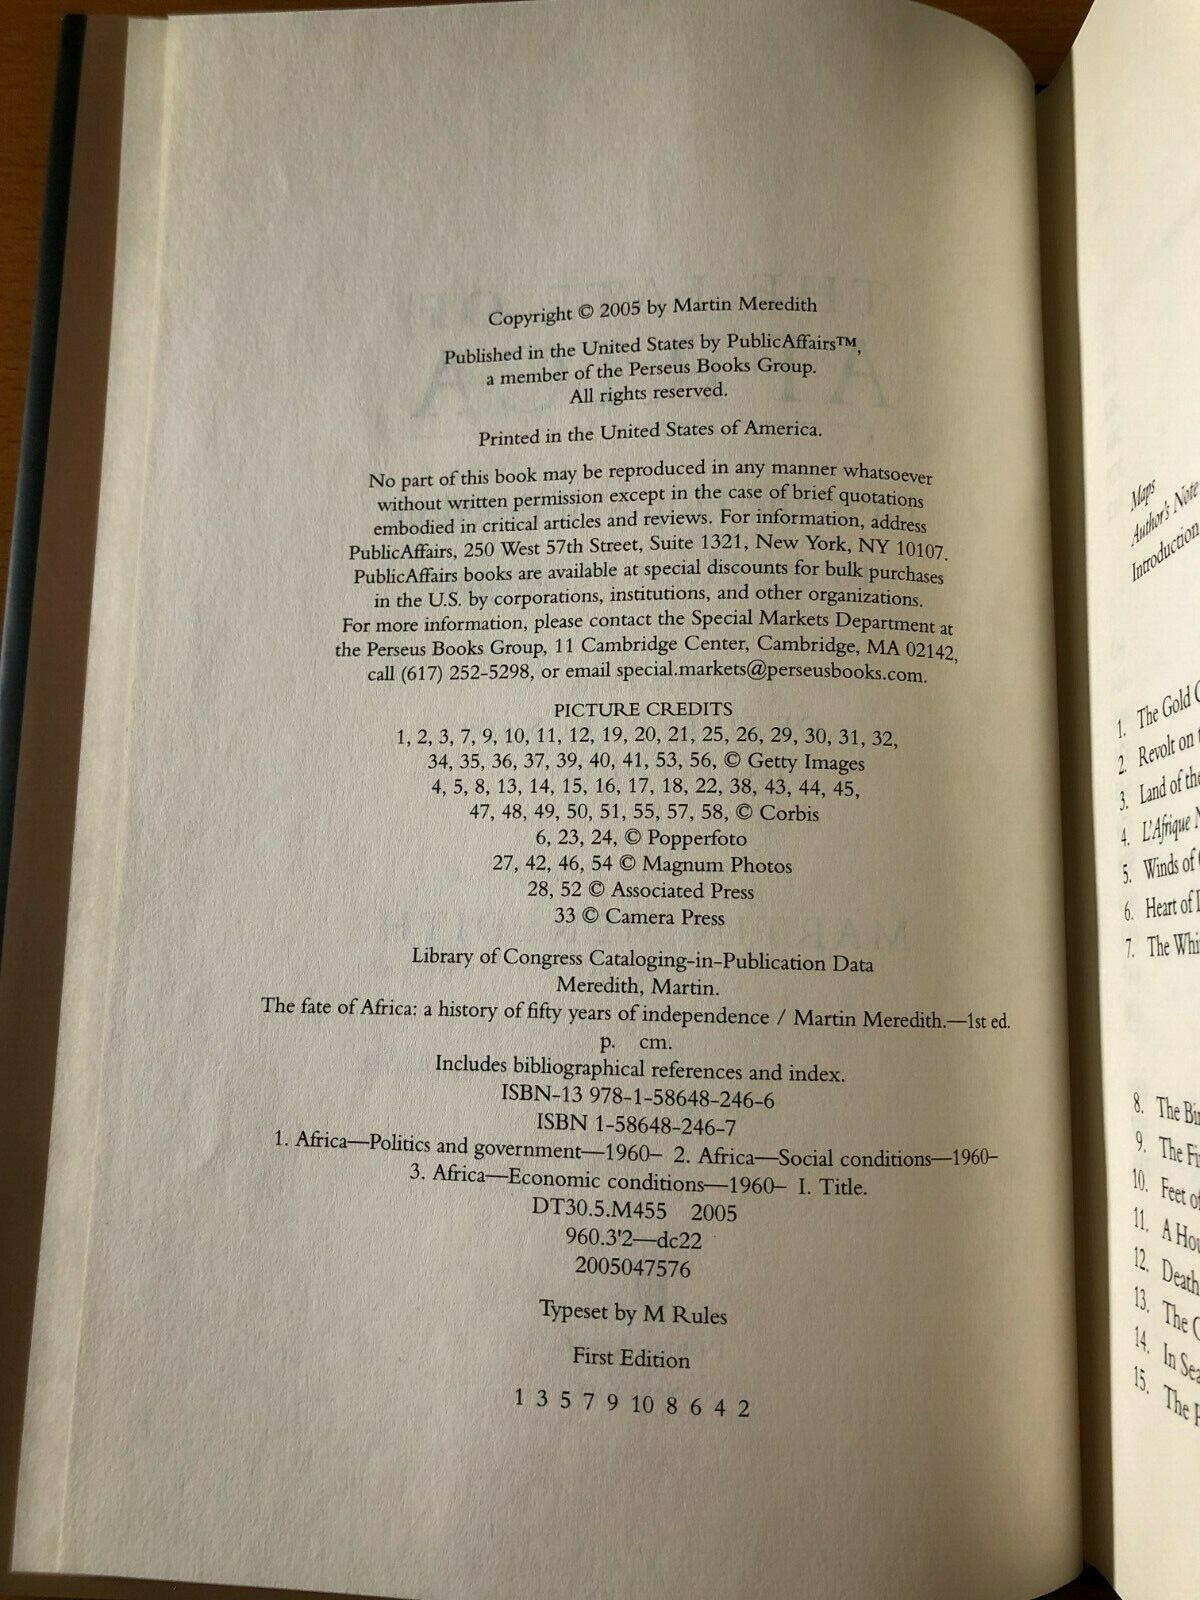 Copyright © 2005 by Martin Meredith
Published in the United States by PublicAffairs™,
a member of the Perseus Books Group.
All rights reserved.
Printed in the United States of America.
No part of this book may be reproduced in any manner whatsoever
without written permission except in the case of brief quotations
embodied in critical articles and reviews. For information, address
PublicAffairs, 250 West 57th Street, Suite 1321, New York, NY 10107.
PublicAffairs books are available at special discounts for bulk purchases
in the U.S. by corporations, institutions, and other organizations.
For more information, please contact the Special Markets Department at
the Perseus Books Group, 11 Cambridge Center, Cambridge, MA 02142,
call (617) 252-5298, or email special.markets@perseusbooks.com.
PICTURE CREDITS
1, 2, 3, 7, 9, 10, 11, 12, 19, 20, 21, 25, 26, 29, 30, 31, 32,
34, 35, 36, 37, 39, 40, 41, 53, 56, © Getty Images
4, 5, 8, 13, 14, 15, 16, 17, 18, 22, 38, 43, 44, 45,
47, 48, 49, 50, 51, 55, 57, 58, © Corbis
6, 23, 24, © Popperfoto
27, 42, 46, 54 © Magnum Photos
28, 52 © Associated Press
33 © Camera Press
Library of Congress Cataloging-in-Publication Data
Meredith, Martin.
The fate of Africa: a history of fifty years of independence / Martin Meredith.—1st ed.
p. cm.
Includes bibliographical references and index.
ISBN-13 978-1-58648-246-6
ISBN 1-58648-246-7
1. Africa—Politics and government—1960– 2. Africa—Social conditions—1960–
3. Africa—Economic conditions—1960– I. Title.
DT30.5.M455 2005
960.3'2—dc22
2005047576
Typeset by M Rules
First Edition
1 3 5 7 9 10 8 6 4 2
Maps
Author's Note
Introduction
1. The Gold
2. Revolt on
3. Land of the
4. L'Afrique
5. Winds of
6. Heart of
7. The
8. The
9. The
10. Feet of
11. A
12. Death
13. The
14. In
15. The